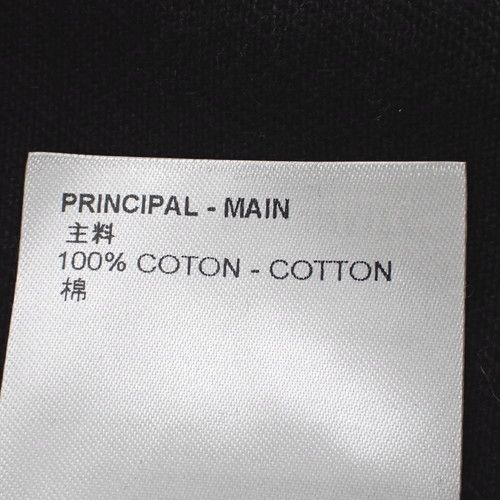 PRINCIPAL - MAIN
主料
100% COTON - COTTON
棉